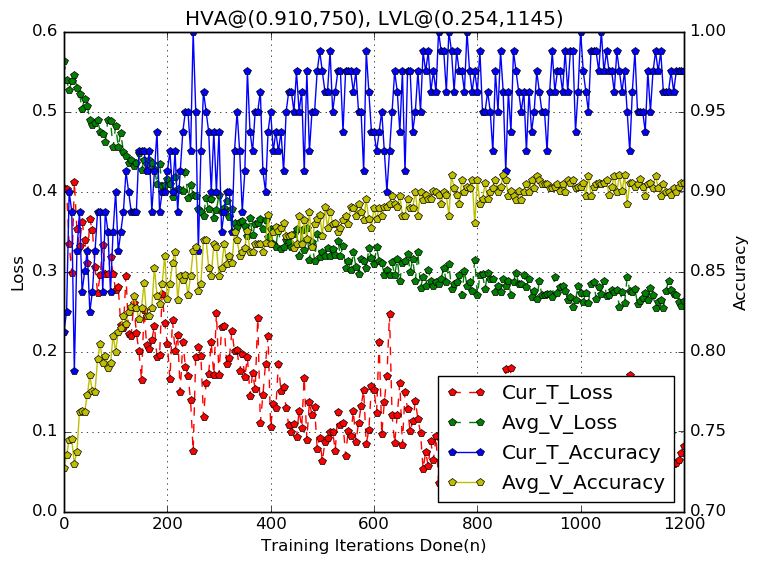 HVA@(0.910,750), LVL@(0.254,1145)
0.6
0.5
0.4
0.3
0.2
0.1
0.0
Loss
1.00
0.95
0.90
0.85
0.80
0.75
0.70
Accuracy
Cur_T_Loss
Avg_V_Loss
Cur_T_Accuracy
Avg_V_Accuracy
0 200 400 600 800 1000 1200
Training Iterations Done(n)